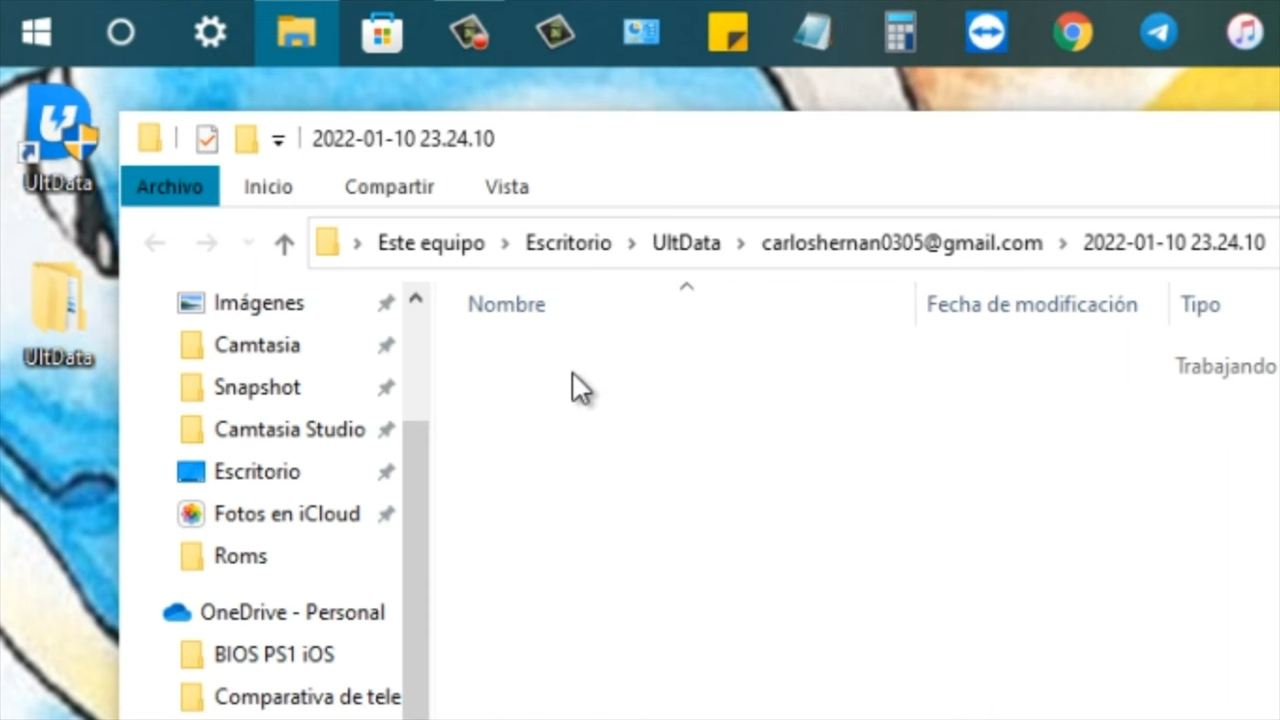 2022-01-10 23.24.10
UltData
Archivo Inicio Compartir Vista
Este equipo > Escritorio > UltData > carloshernan0305@gmail.com > 2022-01-10 23.24.10
Imágenes
Nombre Fecha de modificación Tipo
Camtasia
UltData
Trabajando
Snapshot
Camtasia Studio
Escritorio
Fotos en iCloud
Roms
OneDrive - Personal
BIOS PS1 iOS
Comparativa de tele